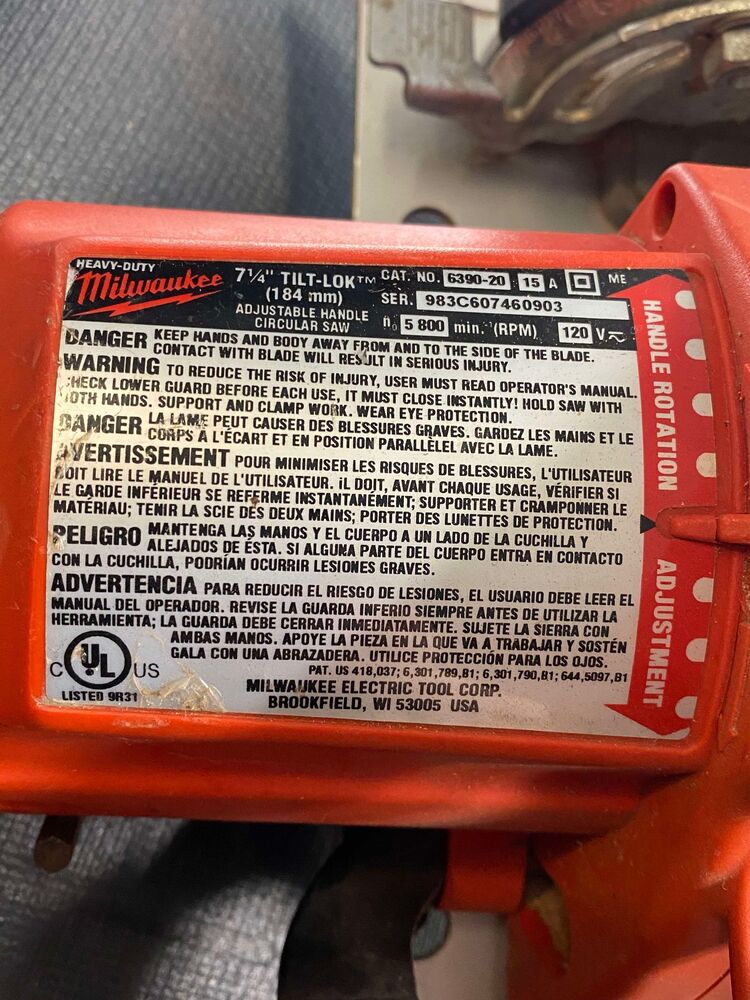 HEAVY-DUTY
Milwaukee
7¼" TILT-LOK™
(184 mm)
ADJUSTABLE HANDLE
CIRCULAR SAW
CAT. NO. 6390-20 15 A ME
SER. 983C607460903
n₀ 5 800 min. (RPM) 120 V
DANGER KEEP HANDS AND BODY AWAY FROM AND TO THE SIDE OF THE BLADE.
CONTACT WITH BLADE WILL RESULT IN SERIOUS INJURY.
WARNING TO REDUCE THE RISK OF INJURY, USER MUST READ OPERATOR'S MANUAL.
CHECK LOWER GUARD BEFORE EACH USE, IT MUST CLOSE INSTANTLY! HOLD SAW WITH
BOTH HANDS. SUPPORT AND CLAMP WORK. WEAR EYE PROTECTION.
DANGER LA LAME PEUT CAUSER DES BLESSURES GRAVES. GARDEZ LES MAINS ET LE
CORPS À L'ÉCART ET EN POSITION PARALLÈLEL AVEC LA LAME.
AVERTISSEMENT POUR MINIMISER LES RISQUES DE BLESSURES, L'UTILISATEUR
DOIT LIRE LE MANUEL DE L'UTILISATEUR. iL DOIT, AVANT CHAQUE USAGE, VÉRIFIER SI
LE GARDE INFÉRIEUR SE REFERME INSTANTANÉMENT; SUPPORTER ET CRAMPONNER LE
MATÉRIAU; TENIR LA SCIE DES DEUX MAINS; PORTER DES LUNETTES DE PROTECTION.
PELIGRO MANTENGA LAS MANOS Y EL CUERPO A UN LADO DE LA CUCHILLA Y
ALEJADOS DE ÉSTA. SI ALGUNA PARTE DEL CUERPO ENTRA EN CONTACTO
CON LA CUCHILLA, PODRÍAN OCURRIR LESIONES GRAVES.
ADVERTENCIA PARA REDUCIR EL RIESGO DE LESIONES, EL USUARIO DEBE LEER EL
MANUAL DEL OPERADOR. REVISE LA GUARDA INFERIO SIEMPRE ANTES DE UTILIZAR LA
HERRAMIENTA; LA GUARDA DEBE CERRAR INMEDIATAMENTE. SUJETE LA SIERRA CON
AMBAS MANOS. APOYE LA PIEZA EN LA QUE VA A TRABAJAR Y SOSTÉN
GALA CON UNA ABRAZADERA. UTILICE PROTECCIÓN PARA LOS OJOS.
PAT. US 418,037; 6,301,789,B1; 6,301,790,B1; 644,5097,B1
C UL US
LISTED 9R31
MILWAUKEE ELECTRIC TOOL CORP.
BROOKFIELD, WI 53005 USA
HANDLE ROTATION
ADJUSTMENT